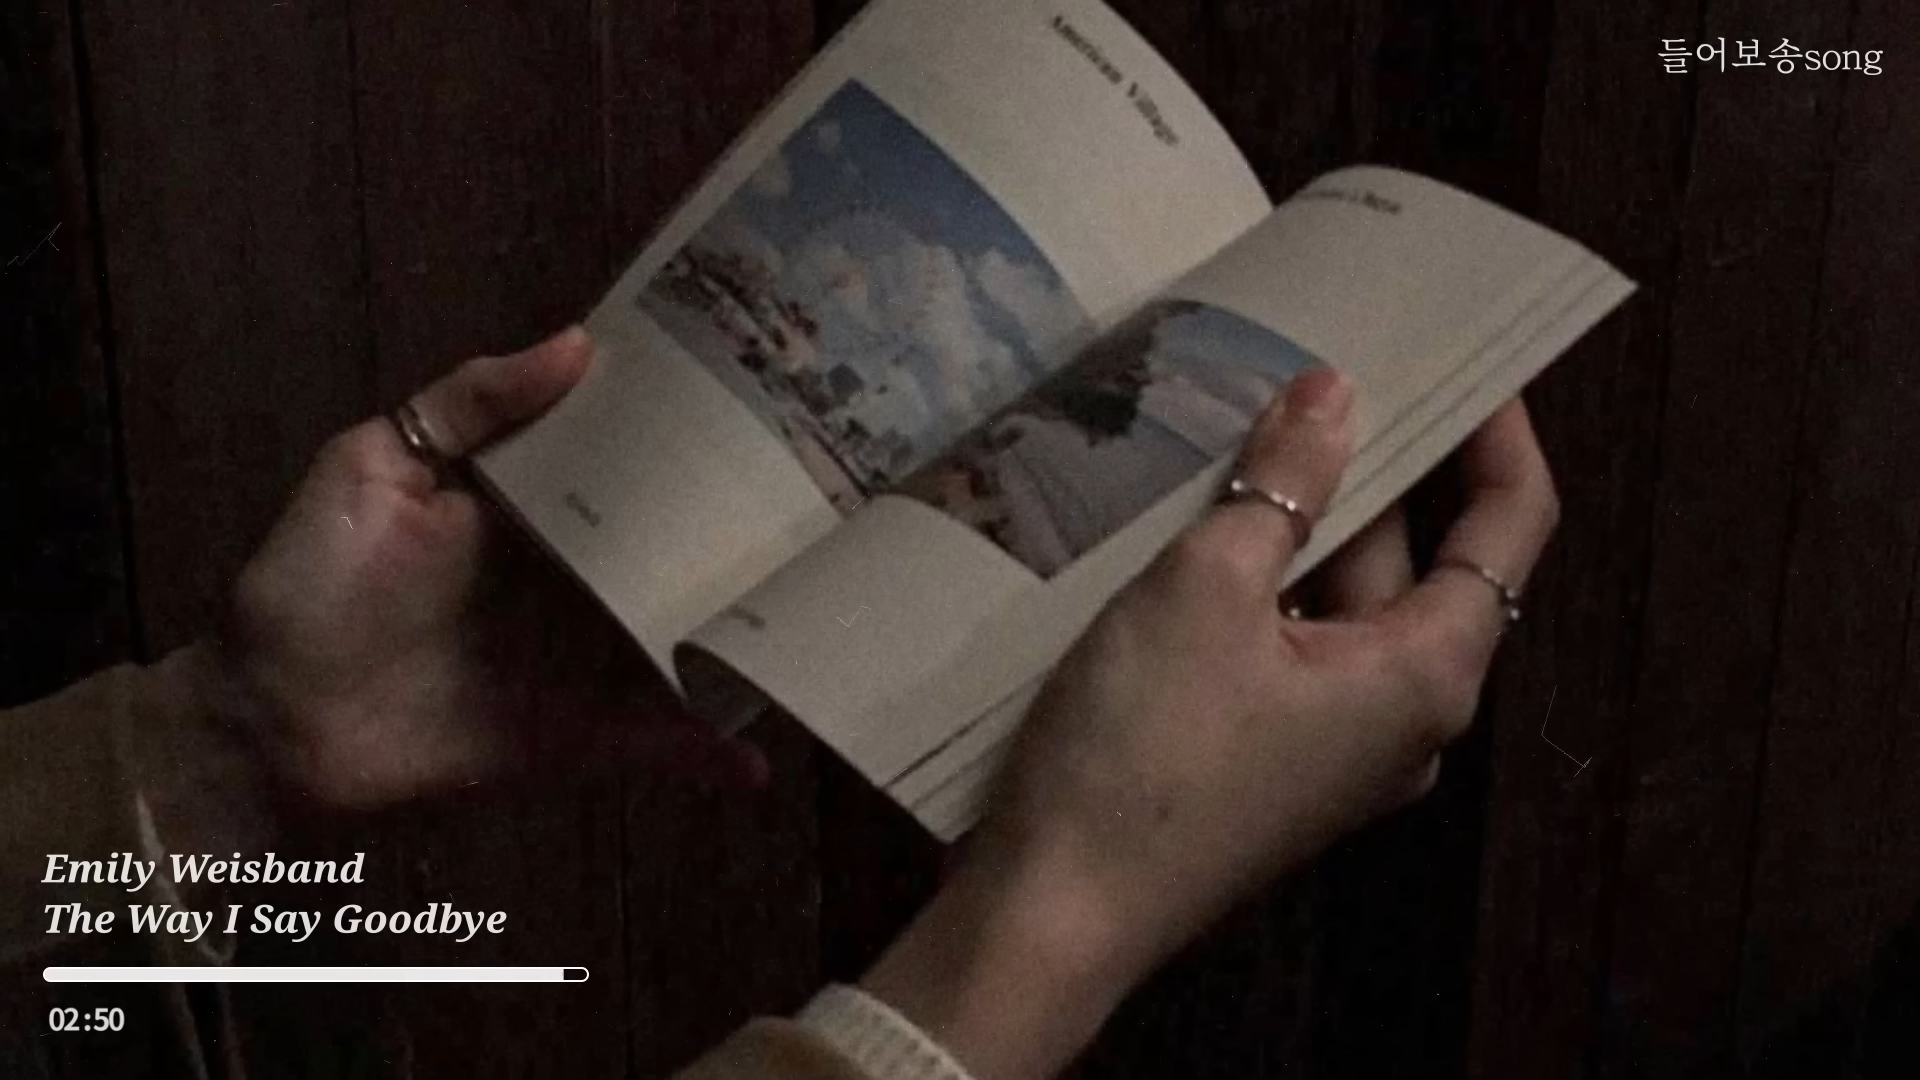 들어보송song
American Village
Emily Weisband
The Way I Say Goodbye
02:50